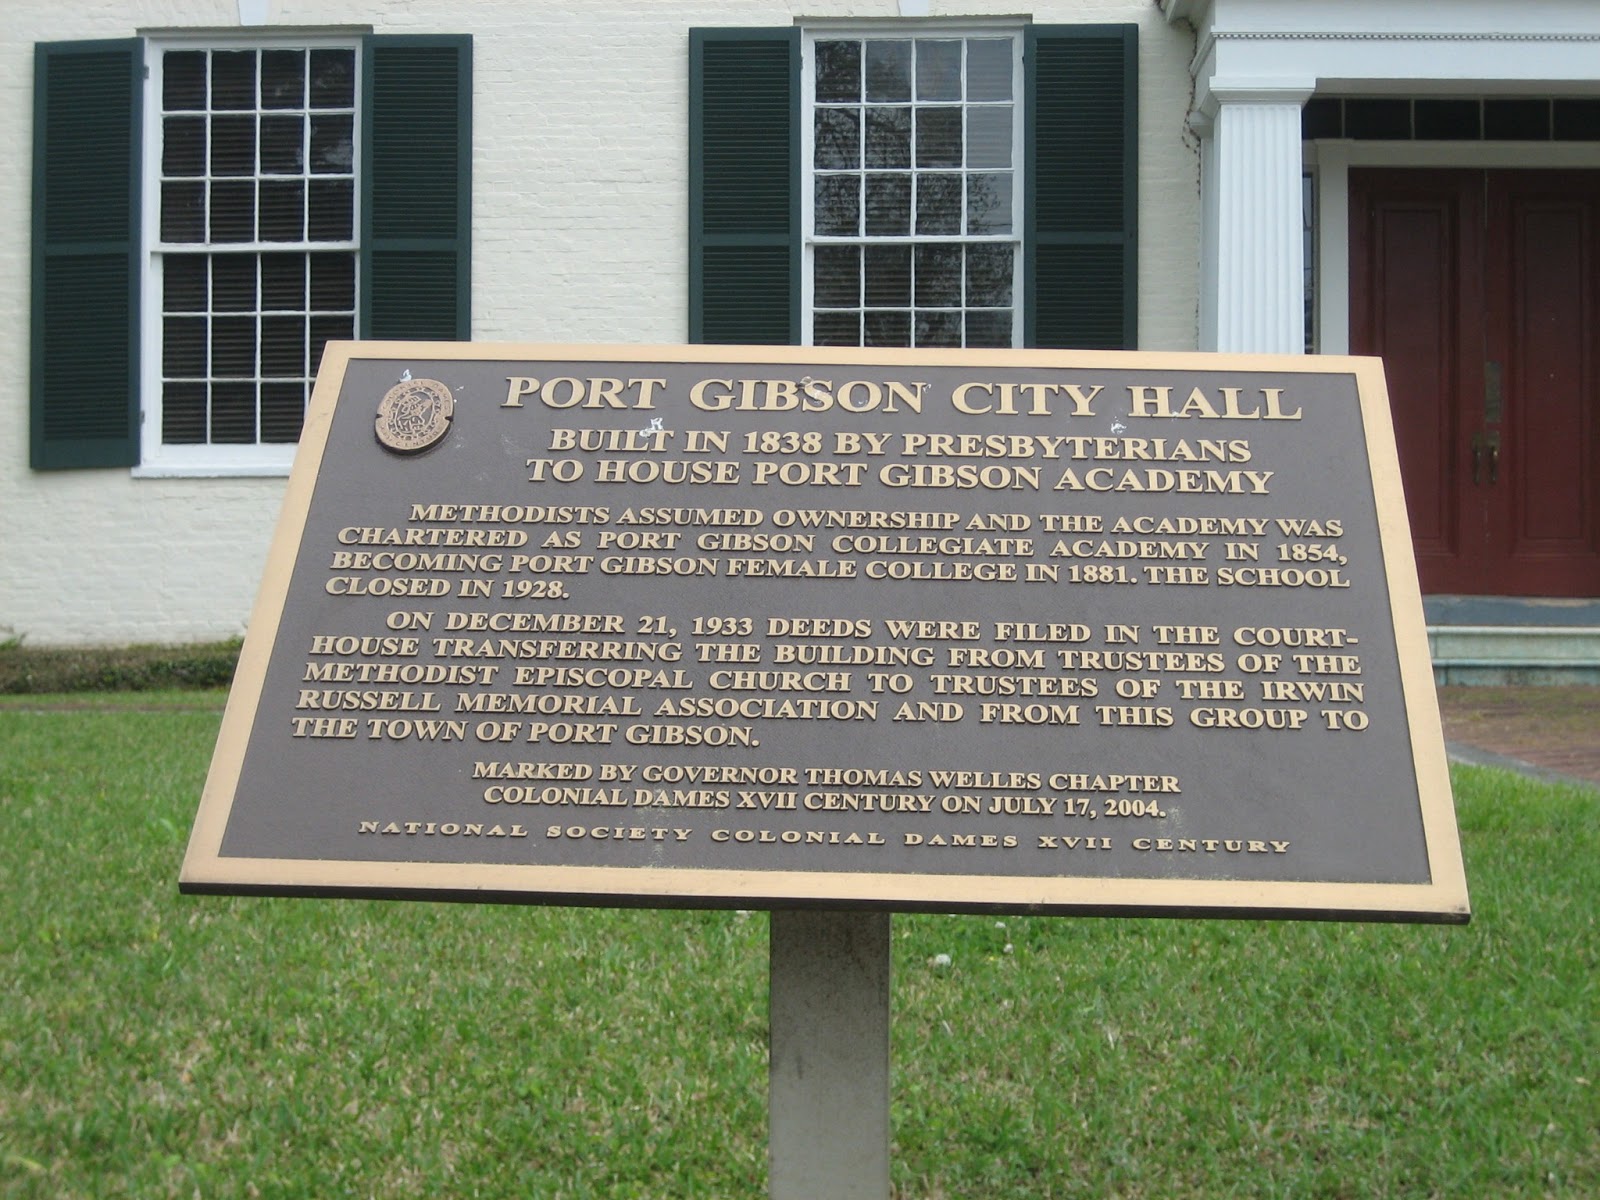 PORT GIBSON CITY HALL
BUILT IN 1838 BY PRESBYTERIANS
TO HOUSE PORT GIBSON ACADEMY
METHODISTS ASSUMED OWNERSHIP AND THE ACADEMY WAS
CHARTERED AS PORT GIBSON COLLEGIATE ACADEMY IN 1854,
BECOMING PORT GIBSON FEMALE COLLEGE IN 1881. THE SCHOOL
CLOSED IN 1928.
ON DECEMBER 21, 1933 DEEDS WERE FILED IN THE COURT-
HOUSE TRANSFERRING THE BUILDING FROM TRUSTEES OF THE
METHODIST EPISCOPAL CHURCH TO TRUSTEES OF THE IRWIN
RUSSELL MEMORIAL ASSOCIATION AND FROM THIS GROUP TO
THE TOWN OF PORT GIBSON.
MARKED BY GOVERNOR THOMAS WELLES CHAPTER
COLONIAL DAMES XVII CENTURY ON JULY 17, 2004.
NATIONAL SOCIETY COLONIAL DAMES XVII CENTURY